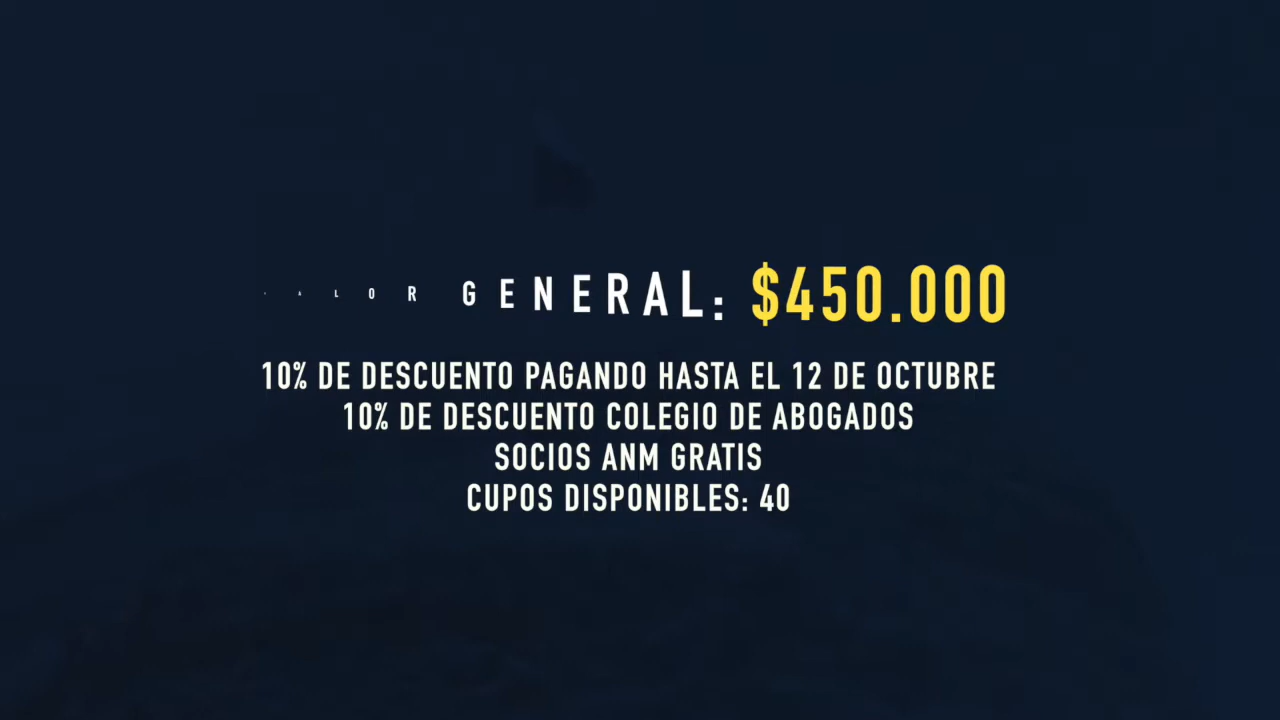 VALOR GENERAL: $450.000
10% DE DESCUENTO PAGANDO HASTA EL 12 DE OCTUBRE
10% DE DESCUENTO COLEGIO DE ABOGADOS
SOCIOS ANM GRATIS
CUPOS DISPONIBLES: 40